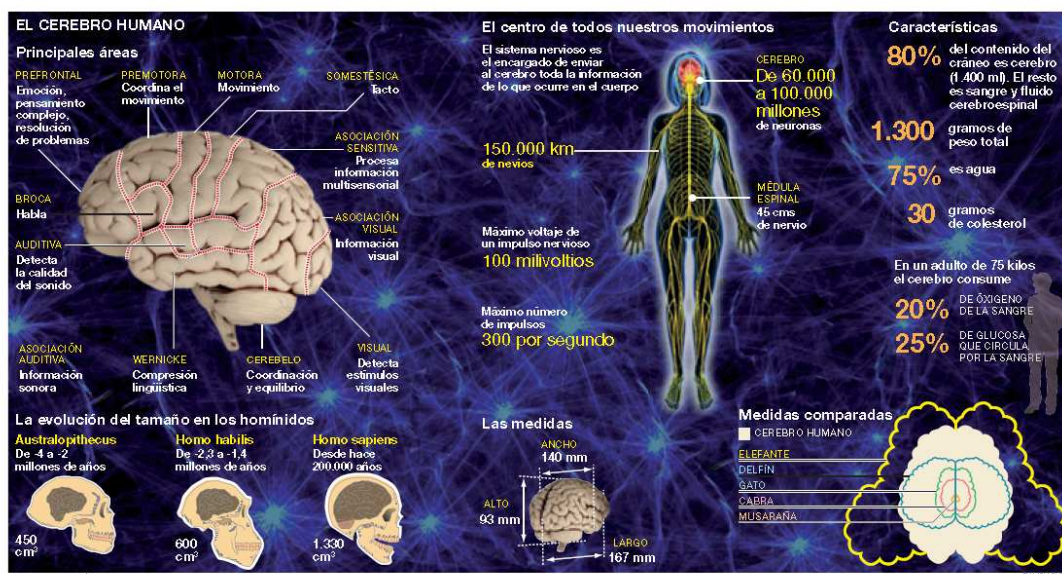 EL CEREBRO HUMANO
Principales áreas
PREFRONTAL
Emoción,
pensamiento
complejo,
resolución
de problemas
PREMOTORA
Coordina el
movimiento
MOTORA
Movimiento
SOMESTÉSICA
Tacto
ASOCIACIÓN
SENSITIVA
Procesa
información
multisensorial
BROCA
Habla
ASOCIACIÓN
VISUAL
Información
visual
AUDITIVA
Detecta
la calidad
del sonido
ASOCIACIÓN
AUDITIVA
Información
sonora
WERNICKE
Compresión
lingüística
CEREBELO
Coordinación
y equilibrio
VISUAL
Detecta
estímulos
visuales
El centro de todos nuestros movimientos
El sistema nervioso es
el encargado de enviar
al cerebro toda la información
de lo que ocurre en el cuerpo
CEREBRO
De 60.000
a 100.000
millones
de neuronas
150.000 km
de nevios
MÉDULA
ESPINAL
45 cms
de nervio
Máximo voltaje de
un impulso nervioso
100 milivoltios
Máximo número
de impulsos
300 por segundo
Características
80%
del contenido del
cráneo es cerebro
(1.400 ml). El resto
es sangre y fluido
cerebroespinal
1.300
gramos de
peso total
75% es agua
30
gramos
de colesterol
En un adulto de 75 kilos
el cerebro consume
20%
DE ÓXIGENO
DE LA SANGRE
25%
DE GLUCOSA
QUE CIRCULA
POR LA SANGRE
La evolución del tamaño en los homínidos
Australopithecus
De -4 a -2
millones de años
450
cm³
Homo habilis
De -2,3 a -1,4
millones de años
600
cm³
Homo sapiens
Desde hace
200.000 años
1.330
cm³
Las medidas
ANCHO
140 mm
ALTO
93 mm
LARGO
167 mm
Medidas comparadas
CEREBRO HUMANO
ELEFANTE
DELFÍN
GATO
CABRA
MUSARAÑA